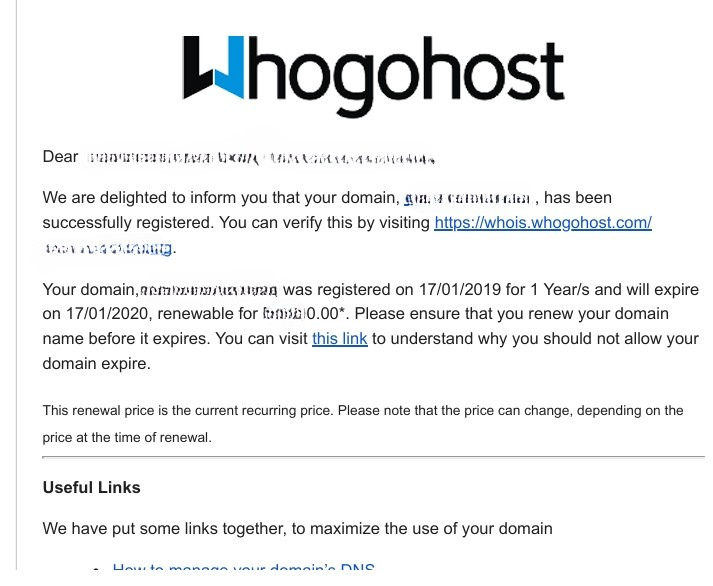 Whogohost
Dear
We are delighted to inform you that your domain, , has been
successfully registered. You can verify this by visiting https://whois.whogohost.com/
.
Your domain, was registered on 17/01/2019 for 1 Year/s and will expire
on 17/01/2020, renewable for 0.00*. Please ensure that you renew your domain
name before it expires. You can visit this link to understand why you should not allow your
domain expire.
This renewal price is the current recurring price. Please note that the price can change, depending on the
price at the time of renewal.
Useful Links
We have put some links together, to maximize the use of your domain
• How to manage your domain's DNS